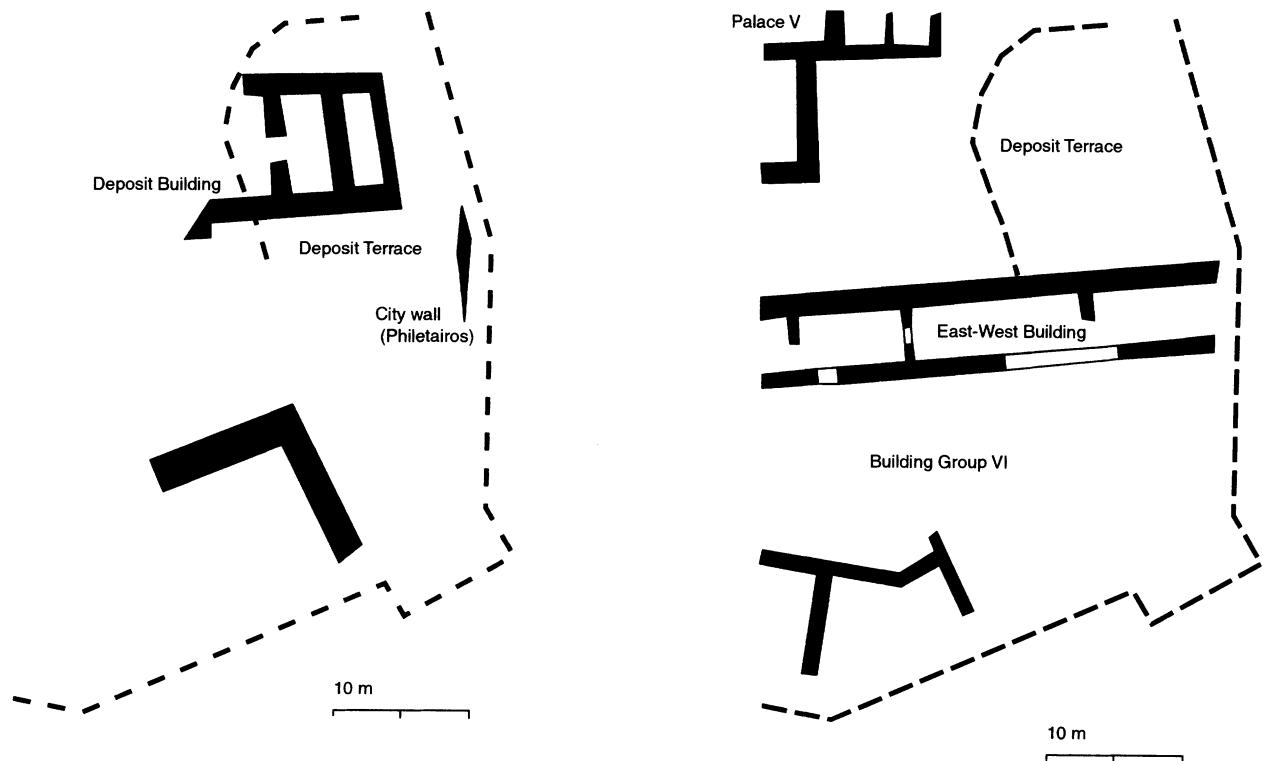 Deposit Building
Deposit Terrace
City wall
(Philetairos)
10 m
Palace V
Deposit Terrace
East-West Building
Building Group VI
10 m